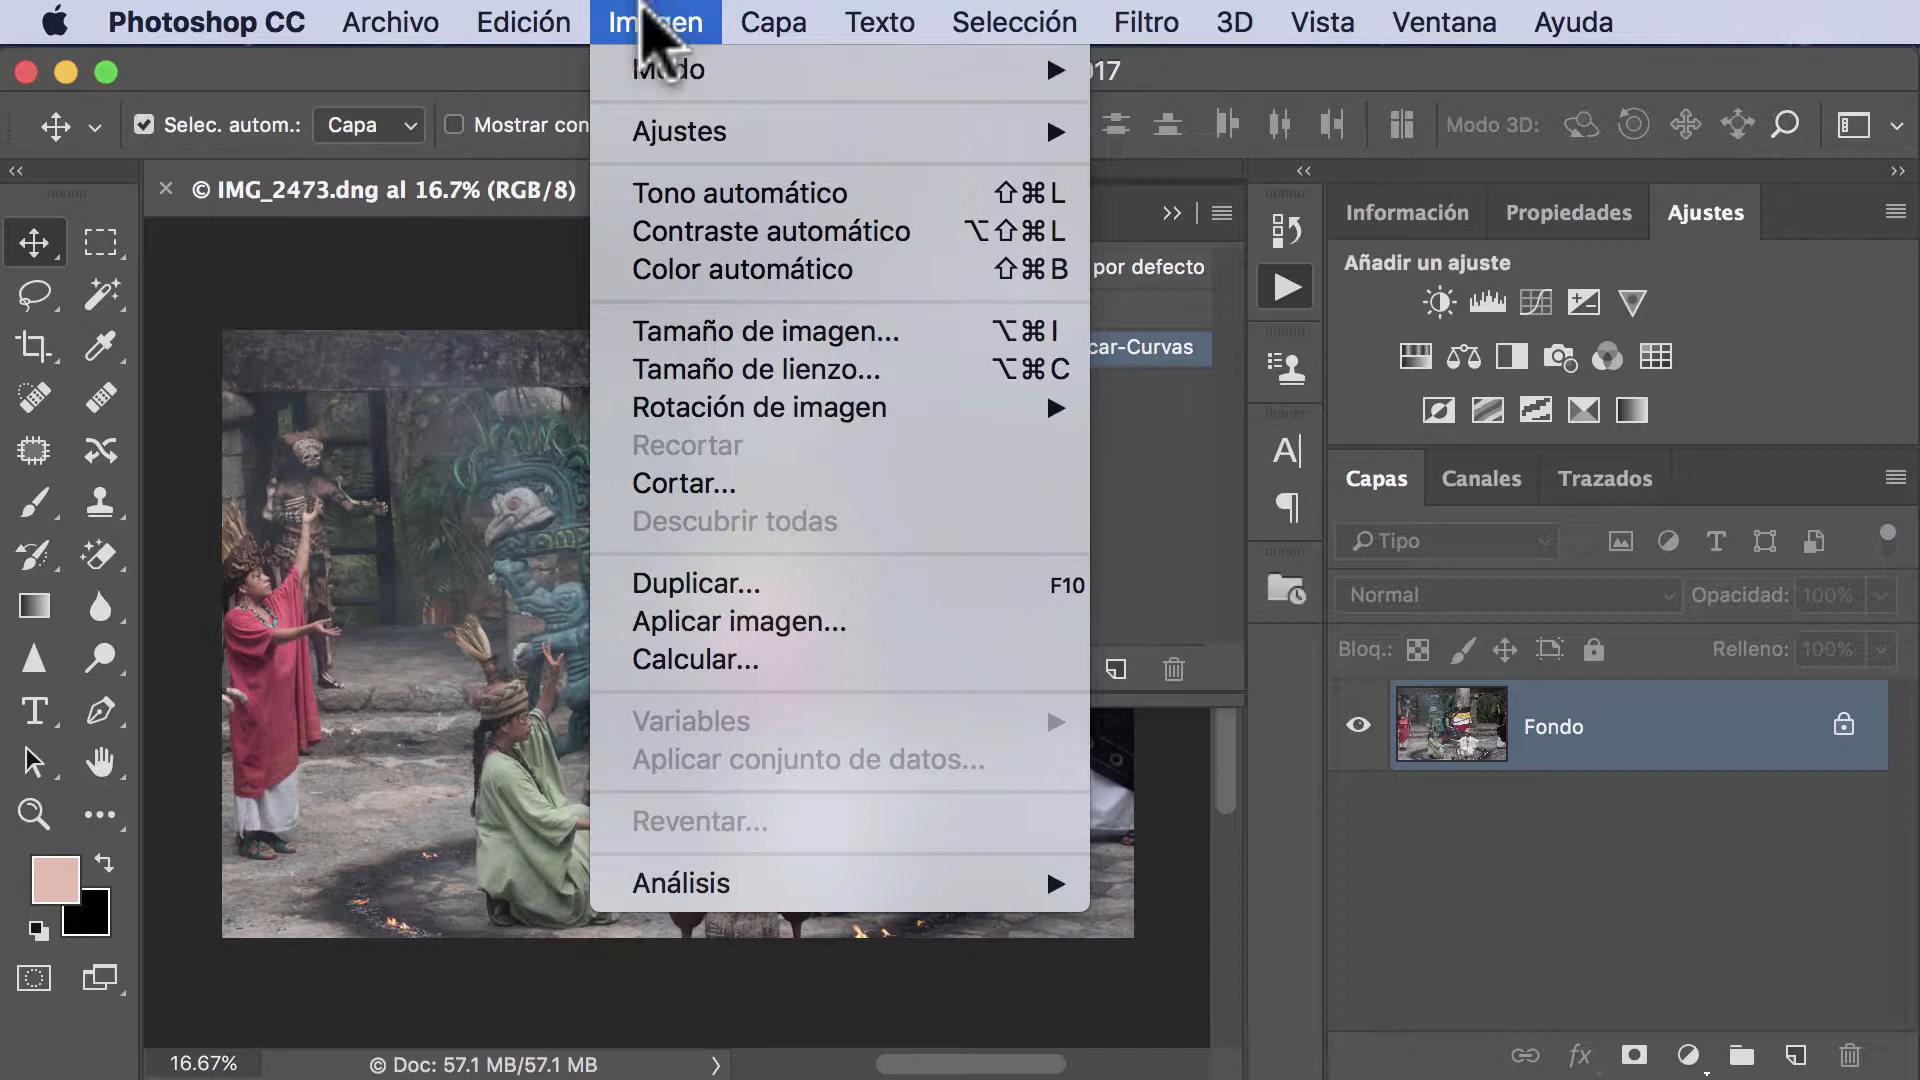 Photoshop CC Archivo Edición Imagen Capa Texto Selección Filtro 3D Vista Ventana Ayuda
Modo
017
Selec. autom.: Capa Mostrar con
Modo 3D:
Ajustes
© IMG_2473.dng al 16.7% (RGB/8)
Tono automático ⇧⌘L
Contraste automático ⌥⇧⌘L
Color automático ⇧⌘B
Tamaño de imagen... ⌥⌘I
Tamaño de lienzo... ⌥⌘C
Rotación de imagen
Recortar
Cortar...
Descubrir todas
Duplicar... F10
Aplicar imagen...
Calcular...
Variables
Aplicar conjunto de datos...
Reventar...
Análisis
por defecto
car-Curvas
Información Propiedades Ajustes
Añadir un ajuste
Capas Canales Trazados
Tipo
Normal Opacidad: 100%
Bloq.: Relleno: 100%
Fondo
fx
16.67% © Doc: 57.1 MB/57.1 MB